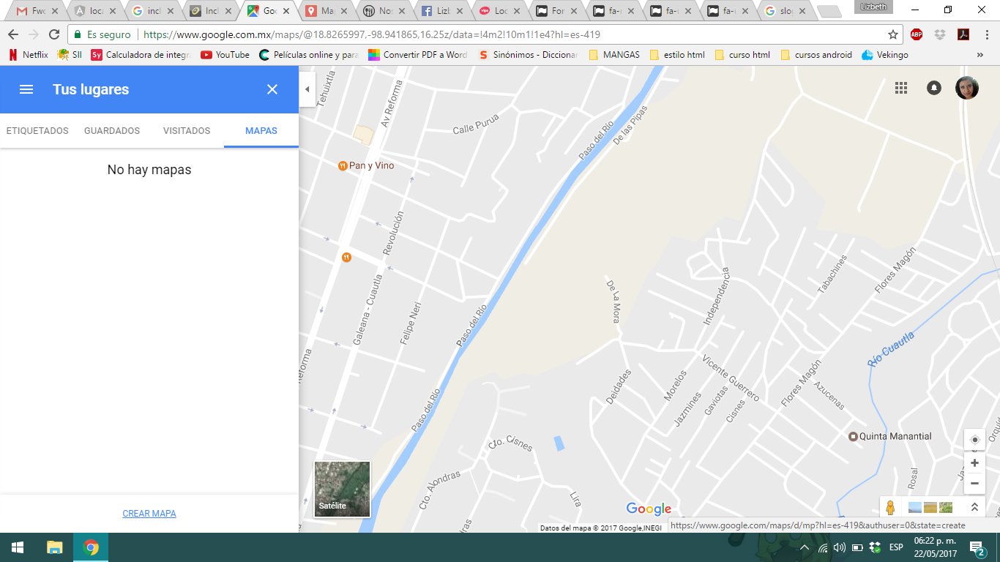 Lizbeth
Fwc
loca
incl
Incl
Goo
Map
Nos
Lizb
Loc
For
fa-
fa-
fa-
slo
Es seguro
https://www.google.com.mx/maps/@18.8265997,-98.941865,16.25z/data=!4m2!10m1!1e4?hl=es-419
ABP
Netflix
SII
Calculadora de integra
YouTube
Películas online y para
Convertir PDF a Word
Sinónimos - Diccionar
MANGAS
estilo html
curso html
cursos android
Vekingo
»
Tus lugares
ETIQUETADOS
GUARDADOS
VISITADOS
MAPAS
No hay mapas
CREAR MAPA
Tehuixtla
Av Reforma
Calle Purua
Paso del Río
De las Pipas
Pan y Vino
Revolución
Galeana - Cuautla
Felipe Neri
Paso del Río
Reforma
Paso del Río
De La Mora
Independencia
Tabachines
Flores Magón
Río Cuautla
Vicente Guerrero
Flores Magón
Azucenas
Deidades
Morelos
Jazmines
Gaviotas
Cisnes
Quinta Manantial
Cto. Cisnes
Cto. Alondras
Lira
Jardines
Rosal
Satélite
Google
Datos del mapa © 2017 Google,INEGI
https://www.google.com/maps/d/mp?hl=es-419&authuser=0&state=create
ESP
06:22 p. m.
22/05/2017
2